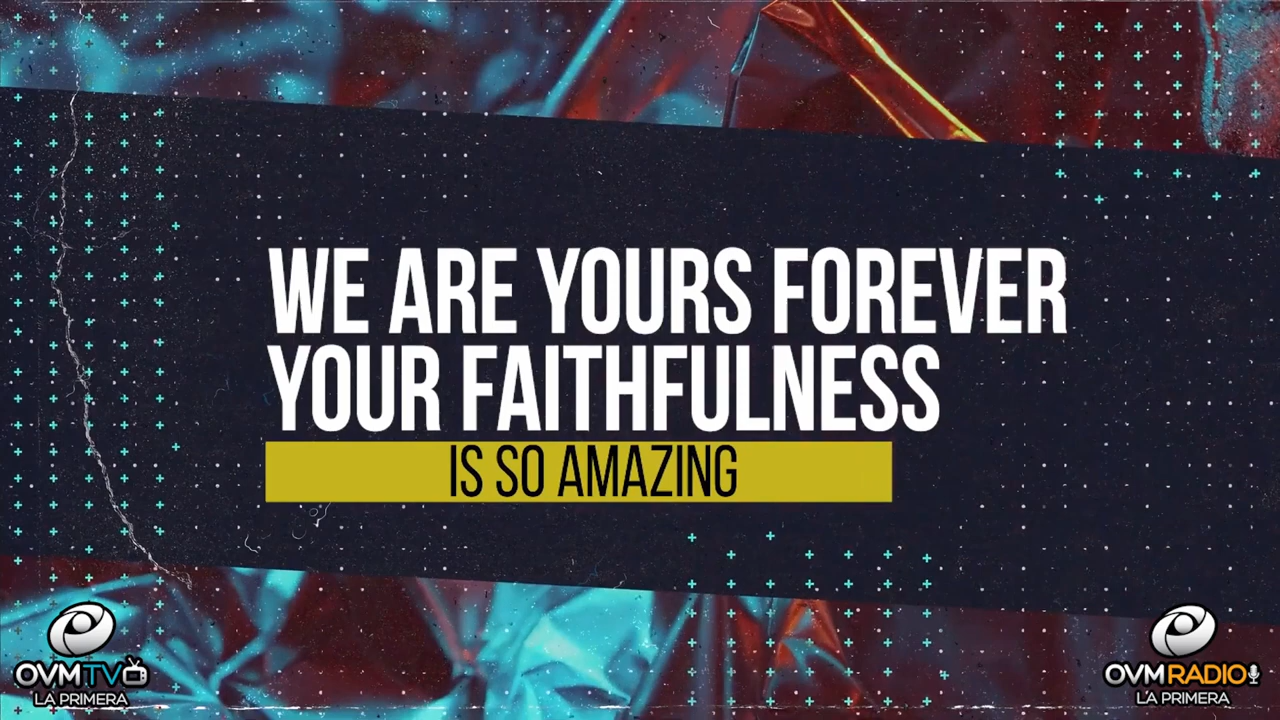 WE ARE YOURS FOREVER
YOUR FAITHFULNESS
IS SO AMAZING
OVMTV
LA PRIMERA
OVMRADIO
LA PRIMERA